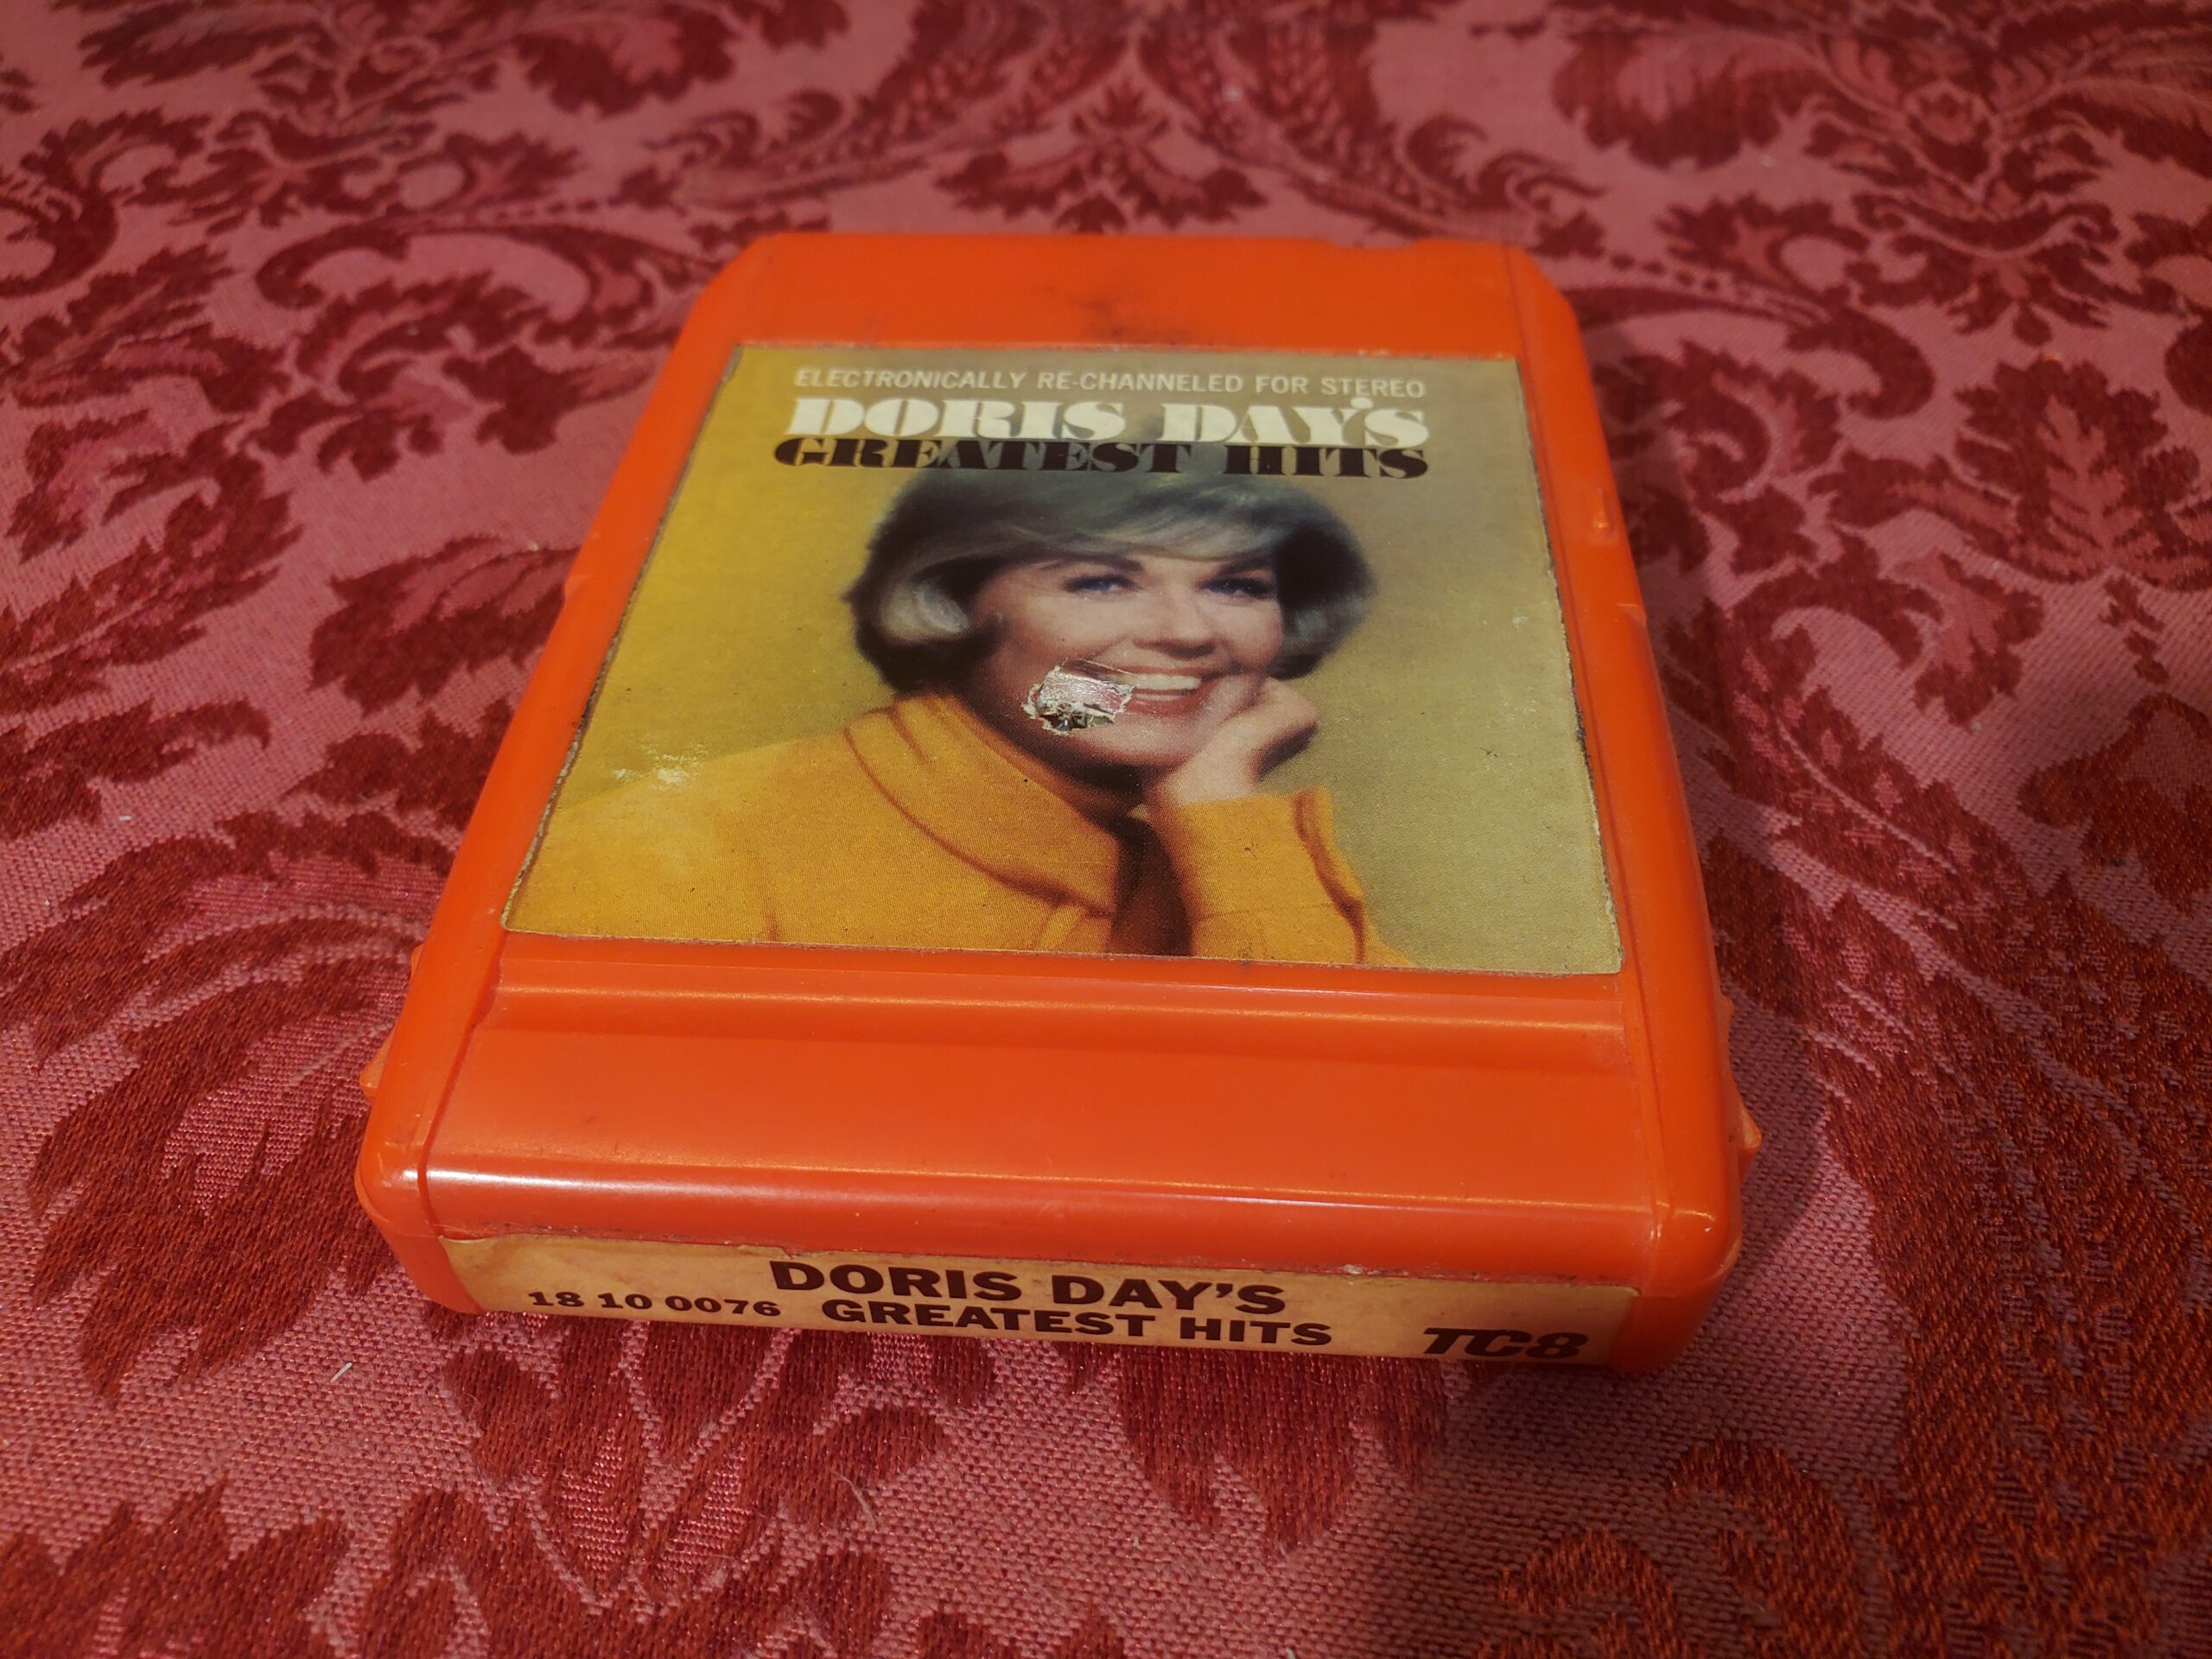 ELECTRONICALLY RE-CHANNELED FOR STEREO
DORIS DAY'S
GREATEST HITS
DORIS DAY'S
18 10 0076 GREATEST HITS
TC8